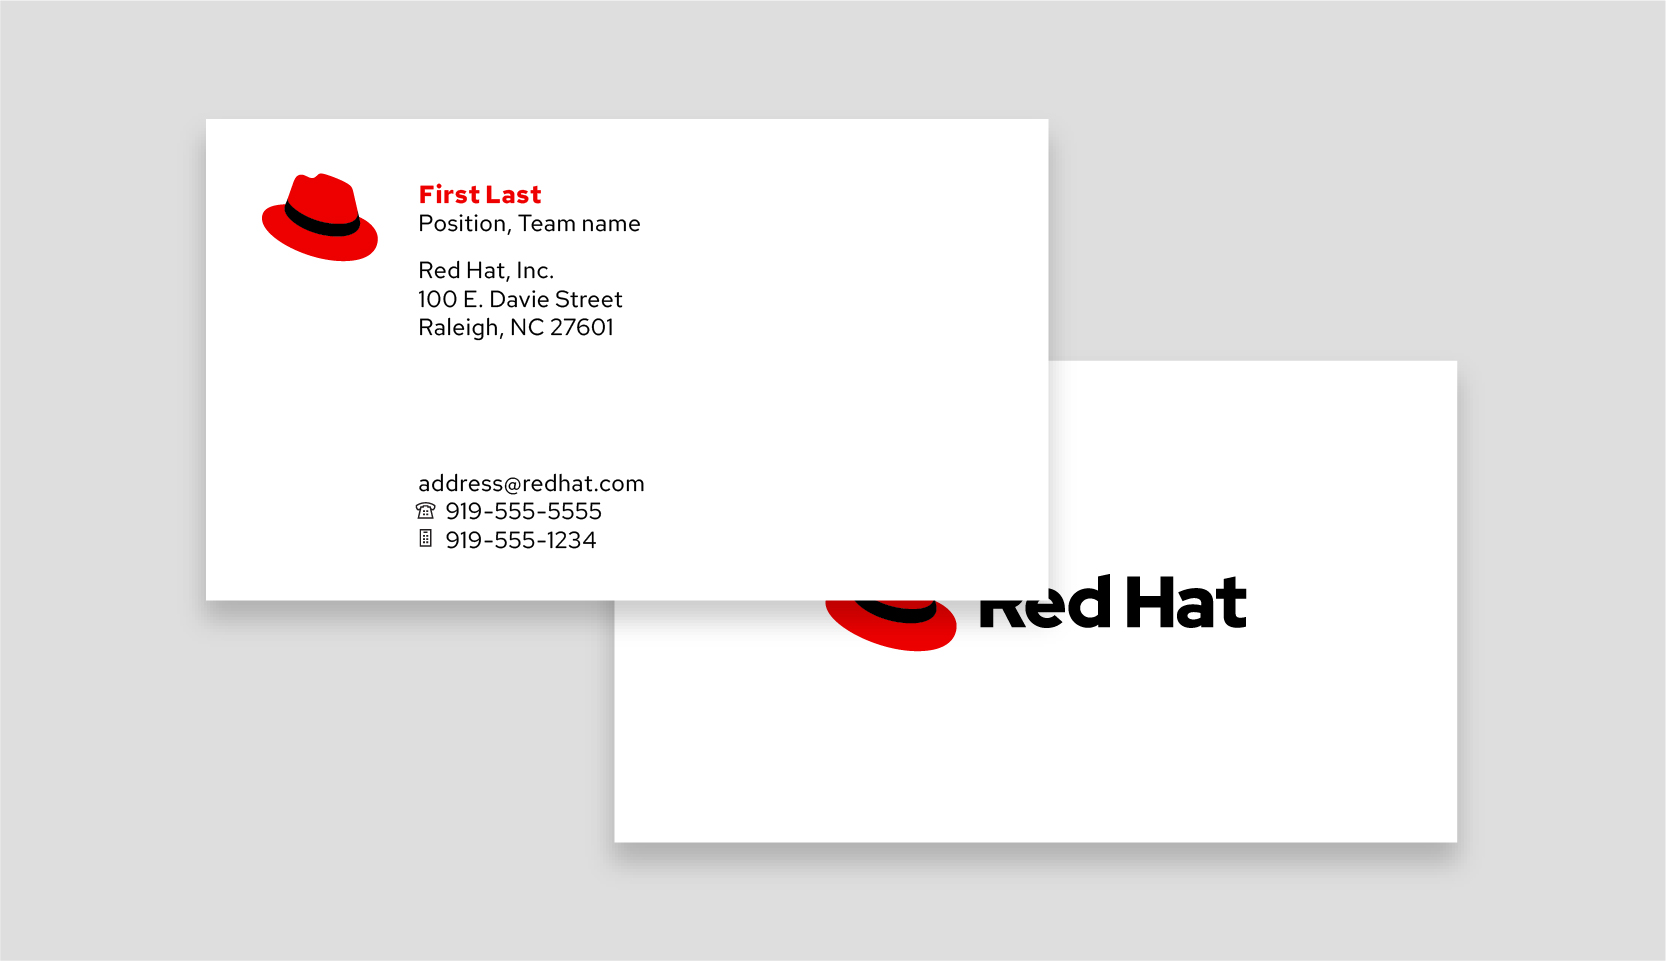 First Last
Position, Team name
Red Hat, Inc.
100 E. Davie Street
Raleigh, NC 27601
address@redhat.com
919-555-5555
919-555-1234
Red Hat